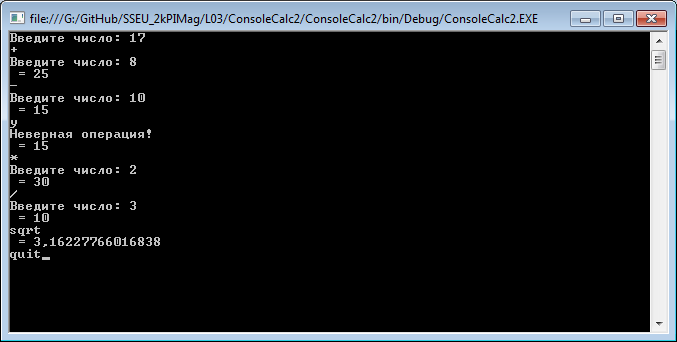 file:///G:/GitHub/SSEU_2kPIMag/L03/ConsoleCalc2/ConsoleCalc2/bin/Debug/ConsoleCalc2.EXE
Введите число: 17
+
Введите число: 8
= 25
-
Введите число: 10
= 15
y
Неверная операция!
= 15
*
Введите число: 2
= 30
/
Введите число: 3
= 10
sqrt
= 3,16227766016838
quit_